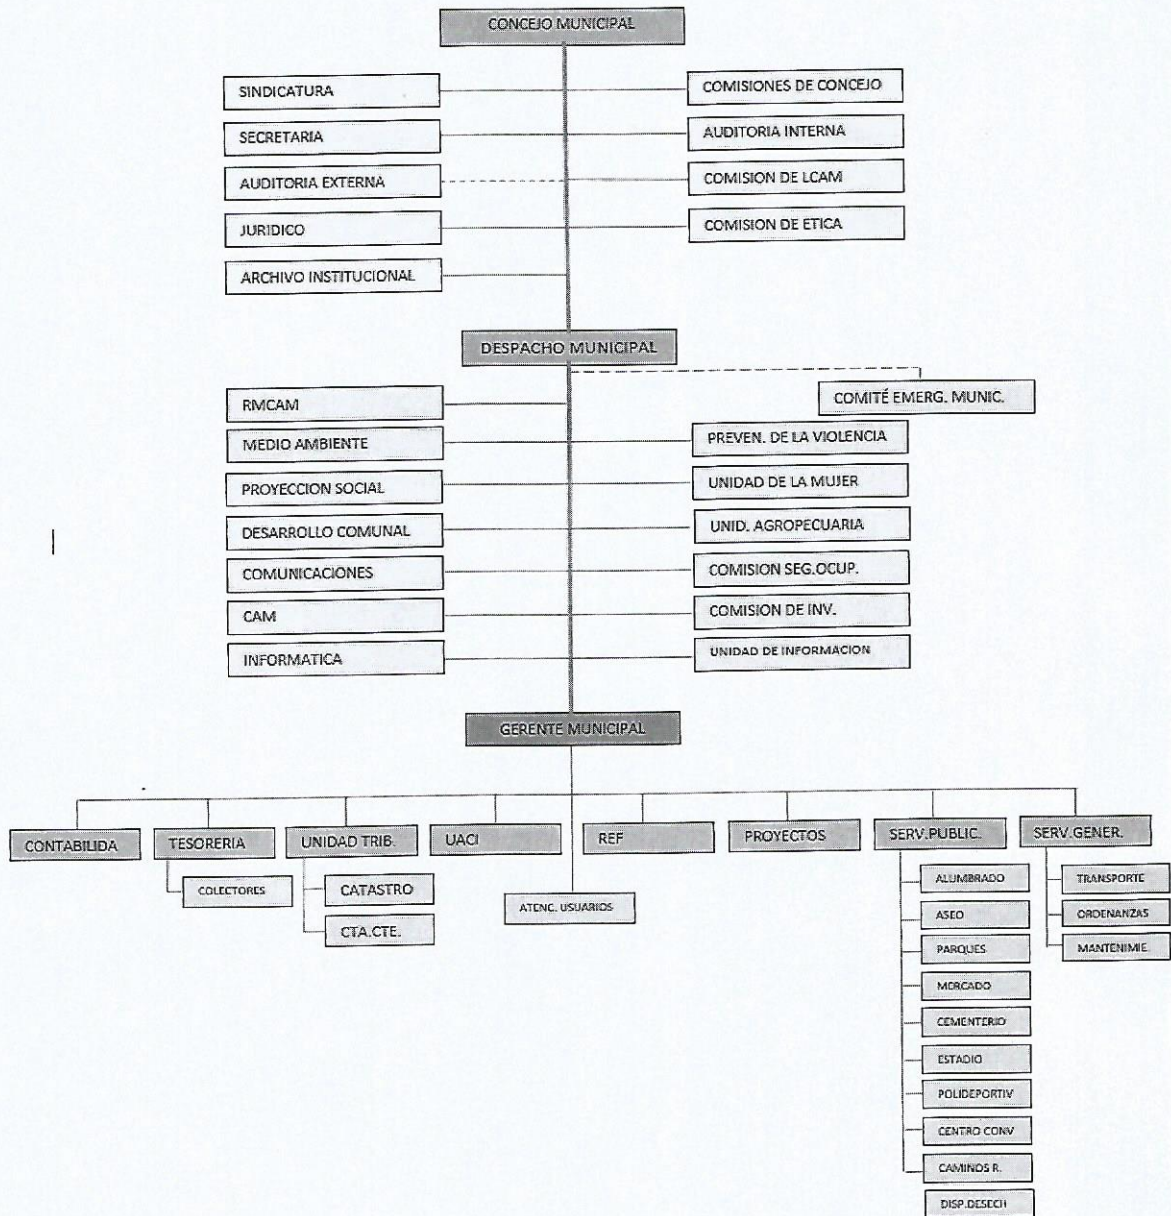 CONCEJO MUNICIPAL
SINDICATURA
COMISIONES DE CONCEJO
SECRETARIA
AUDITORIA INTERNA
AUDITORIA EXTERNA
COMISION DE LCAM
JURIDICO
COMISION DE ETICA
ARCHIVO INSTITUCIONAL
DESPACHO MUNICIPAL
COMITÉ EMERG. MUNIC.
RMCAM
MEDIO AMBIENTE
PREVEN. DE LA VIOLENCIA
PROYECCION SOCIAL
UNIDAD DE LA MUJER
DESARROLLO COMUNAL
UNID. AGROPECUARIA
COMUNICACIONES
COMISION SEG.OCUP.
CAM
COMISION DE INV.
INFORMATICA
UNIDAD DE INFORMACION
GERENTE MUNICIPAL
CONTABILIDA
TESORERIA
UNIDAD TRIB.
UACI
REF
PROYECTOS
SERV.PUBLIC.
SERV.GENER.
COLECTORES
CATASTRO
CTA.CTE.
ATENC. USUARIOS
ALUMBRADO
ASEO
PARQUES
MERCADO
CEMENTERIO
ESTADIO
POLIDEPORTIV
CENTRO CONV
CAMINOS R.
DISP.DESECH
TRANSPORTE
ORDENANZAS
MANTENIMIE.